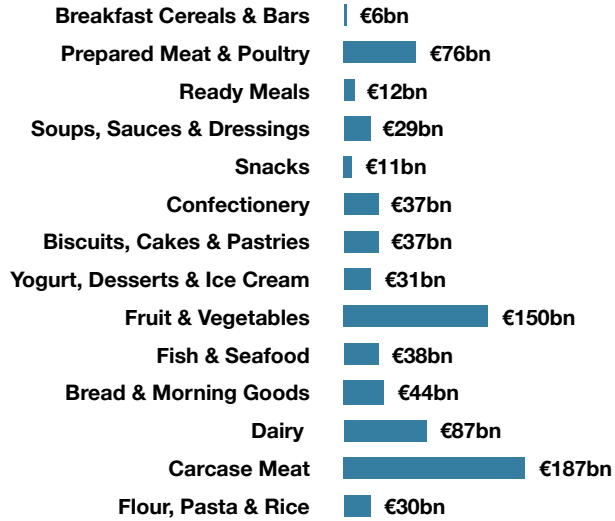 Breakfast Cereals & Bars €6bn
Prepared Meat & Poultry €76bn
Ready Meals €12bn
Soups, Sauces & Dressings €29bn
Snacks €11bn
Confectionery €37bn
Biscuits, Cakes & Pastries €37bn
Yogurt, Desserts & Ice Cream €31bn
Fruit & Vegetables €150bn
Fish & Seafood €38bn
Bread & Morning Goods €44bn
Dairy €87bn
Carcase Meat €187bn
Flour, Pasta & Rice €30bn